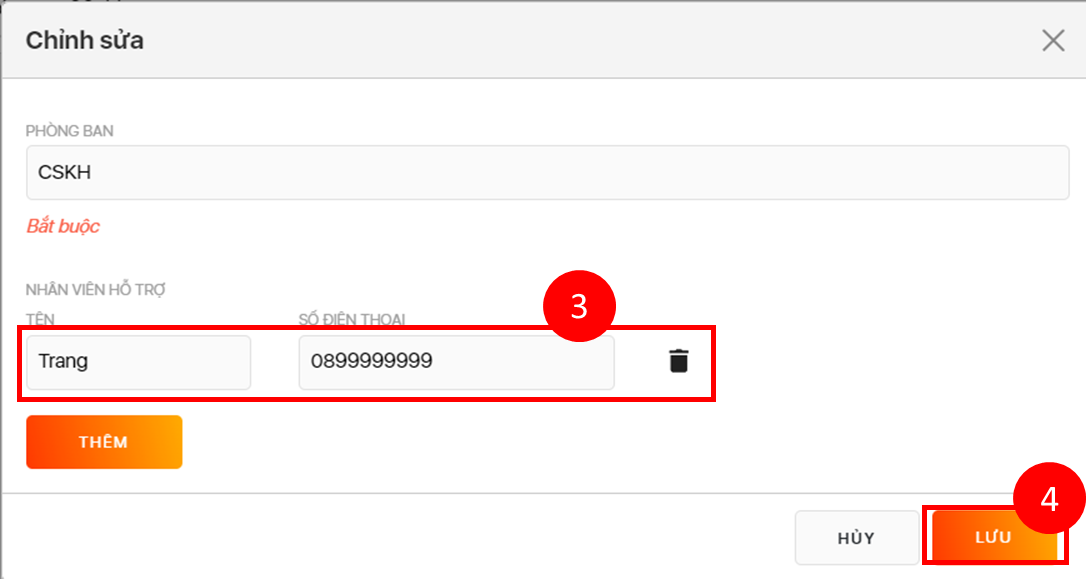 Chỉnh sửa
PHÒNG BAN
CSKH
Bắt buộc
NHÂN VIÊN HỖ TRỢ
TÊN SỐ ĐIỆN THOẠI
3
Trang 0899999999
THÊM
4
HỦY LƯU